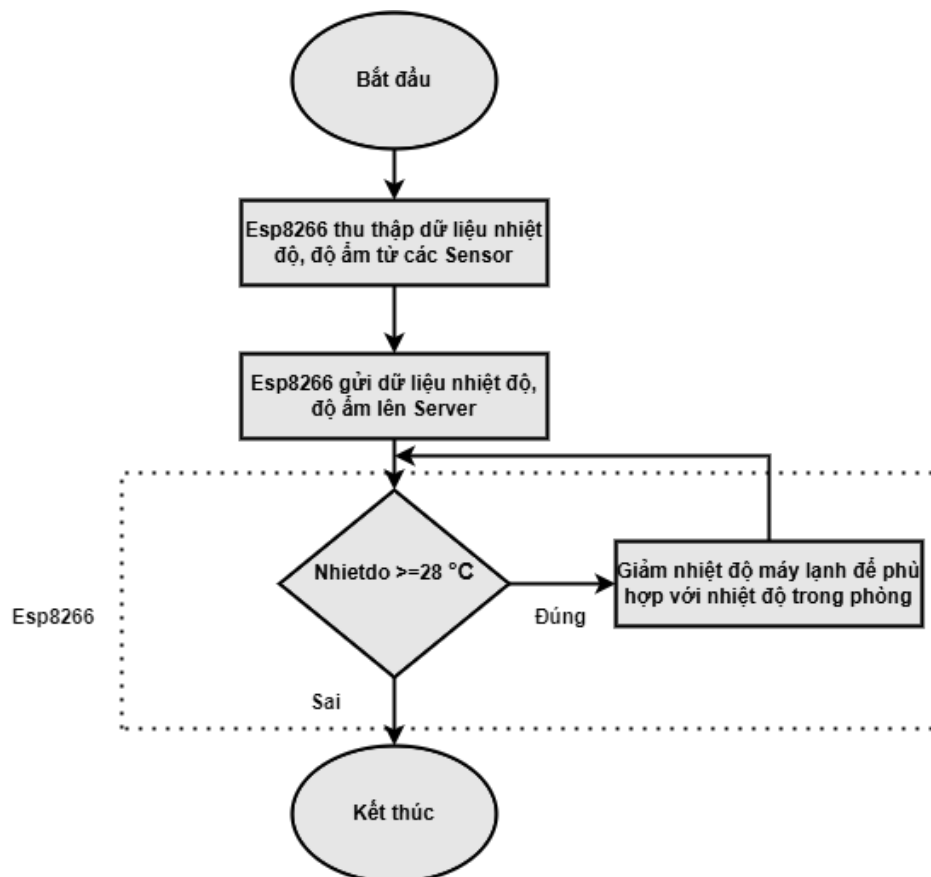 Bắt đầu
Esp8266 thu thập dữ liệu nhiệt
độ, độ ẩm từ các Sensor
Esp8266 gửi dữ liệu nhiệt độ,
độ ẩm lên Server
Nhietdo >=28 °C
Giảm nhiệt độ máy lạnh để phù
hợp với nhiệt độ trong phòng
Esp8266
Đúng
Sai
Kết thúc